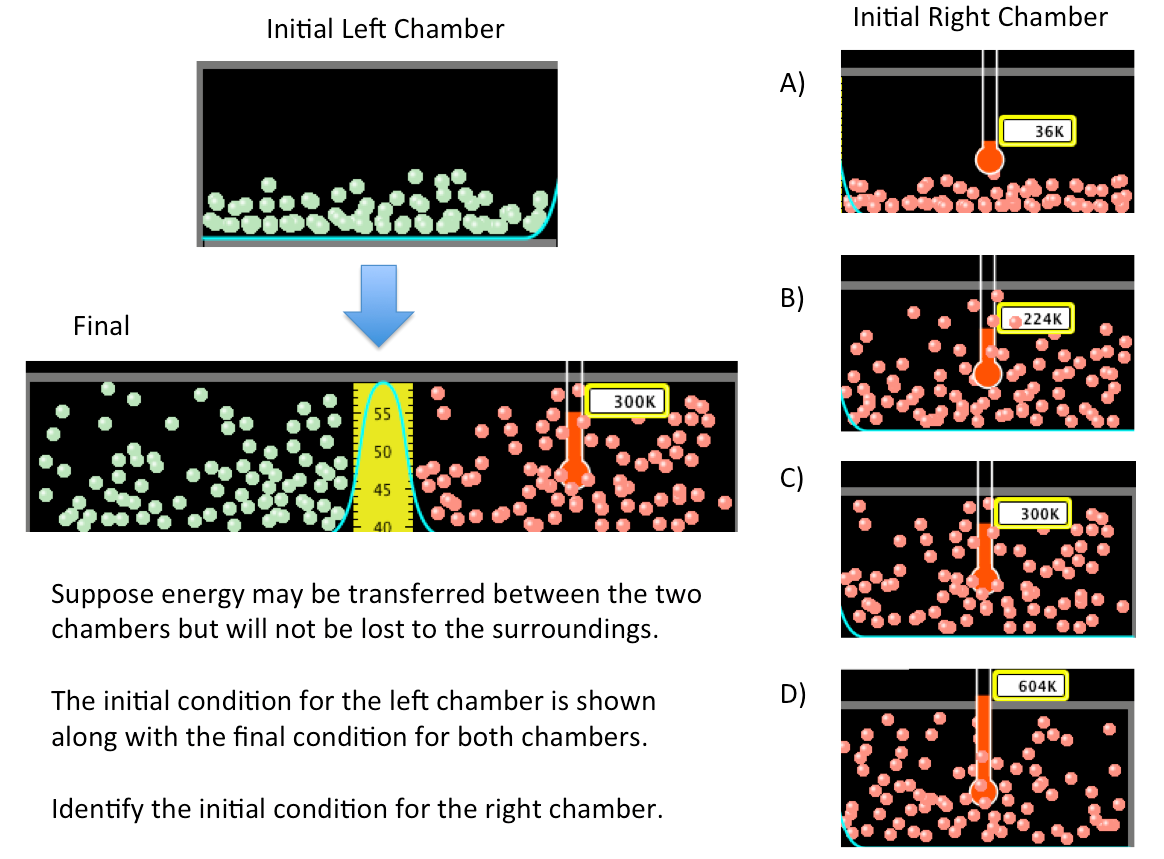 Initial Left Chamber
Initial Right Chamber
A)
36K
B)
224K
Final
300K
55
50
45
40
C)
300K
Suppose energy may be transferred between the two
chambers but will not be lost to the surroundings.
The initial condition for the left chamber is shown
along with the final condition for both chambers.
D)
604K
Identify the initial condition for the right chamber.